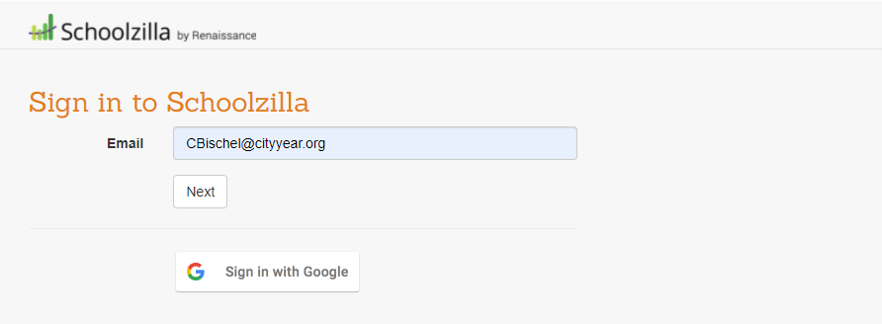 Schoolzilla by Renaissance
Sign in to Schoolzilla
Email CBischel@cityyear.org
Next
Sign in with Google